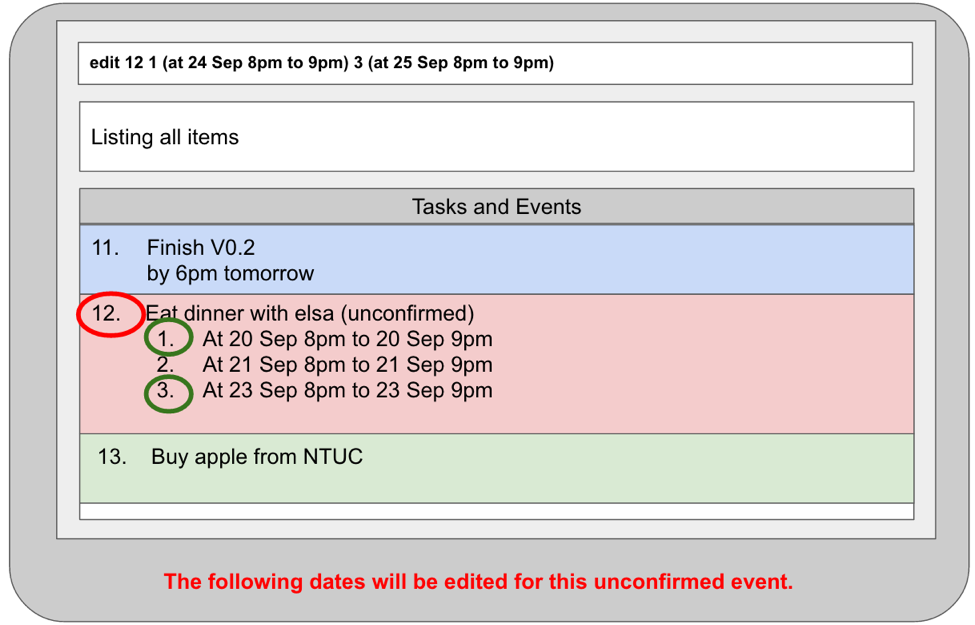 edit 12 1 (at 24 Sep 8pm to 9pm) 3 (at 25 Sep 8pm to 9pm)
Listing all items
Tasks and Events
11. Finish V0.2
by 6pm tomorrow
12. Eat dinner with elsa (unconfirmed)
1. At 20 Sep 8pm to 20 Sep 9pm
2. At 21 Sep 8pm to 21 Sep 9pm
3. At 23 Sep 8pm to 23 Sep 9pm
13. Buy apple from NTUC
The following dates will be edited for this unconfirmed event.